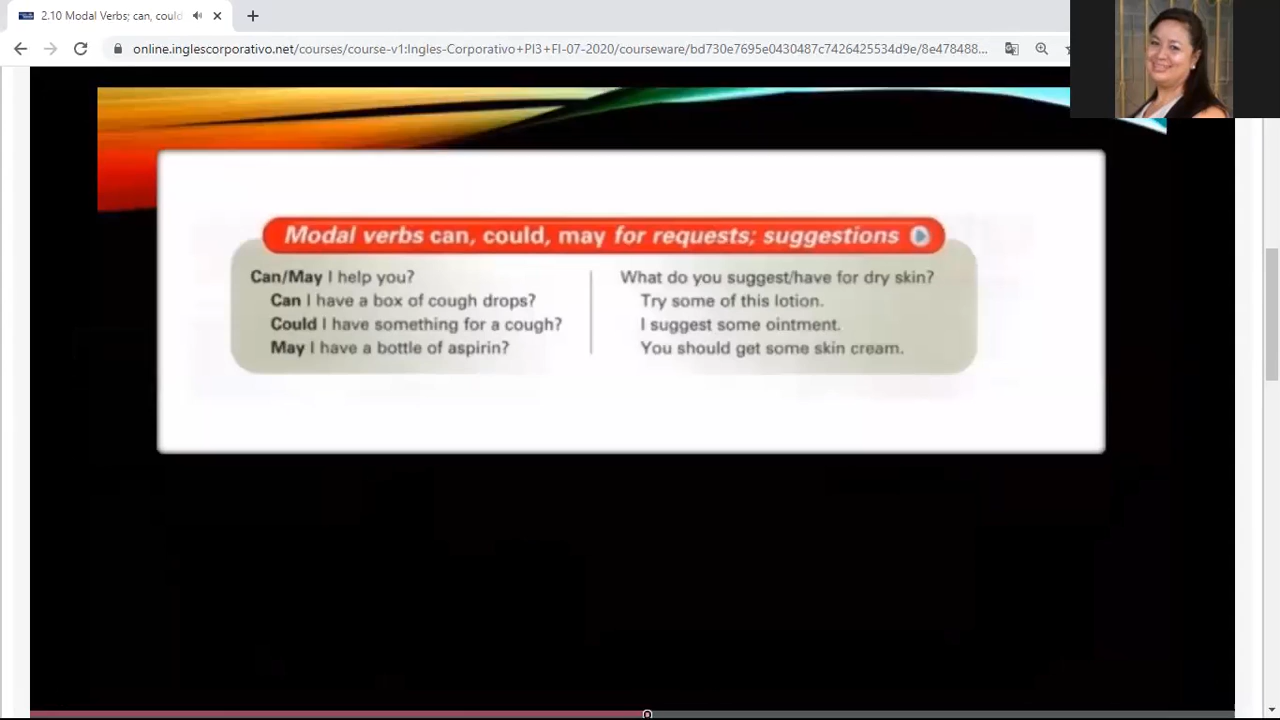 2.10 Modal Verbs; can, could
online.inglescorporativo.net/courses/course-v1:Ingles-Corporativo+PI3+FI-07-2020/courseware/bd730e7695e0430487c7426425534d9e/8e478488...
Modal verbs can, could, may for requests; suggestions
Can/May I help you?
Can I have a box of cough drops?
Could I have something for a cough?
May I have a bottle of aspirin?
What do you suggest/have for dry skin?
Try some of this lotion.
I suggest some ointment.
You should get some skin cream.